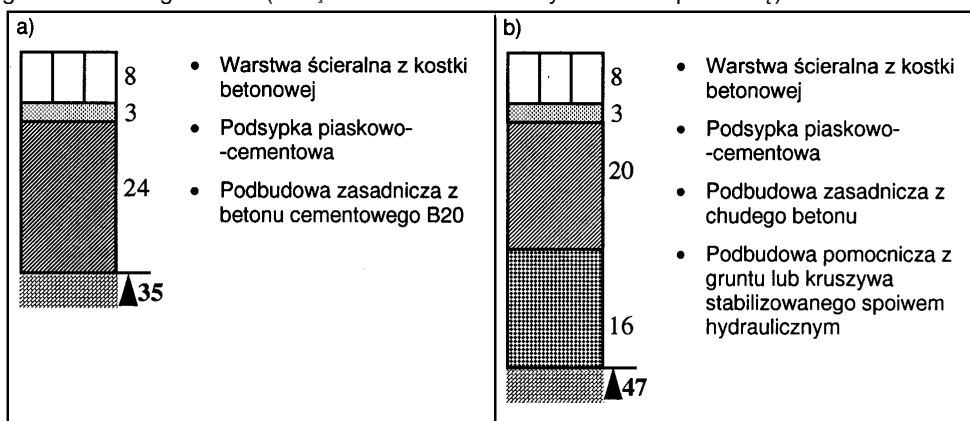 a)
8
3
24
35
• Warstwa ścieralna z kostki
betonowej
• Podsypka piaskowo-
-cementowa
• Podbudowa zasadnicza z
betonu cementowego B20
b)
8
3
20
16
47
• Warstwa ścieralna z kostki
betonowej
• Podsypka piaskowo-
-cementowa
• Podbudowa zasadnicza z
chudego betonu
• Podbudowa pomocnicza z
gruntu lub kruszywa
stabilizowanego spoiwem
hydraulicznym